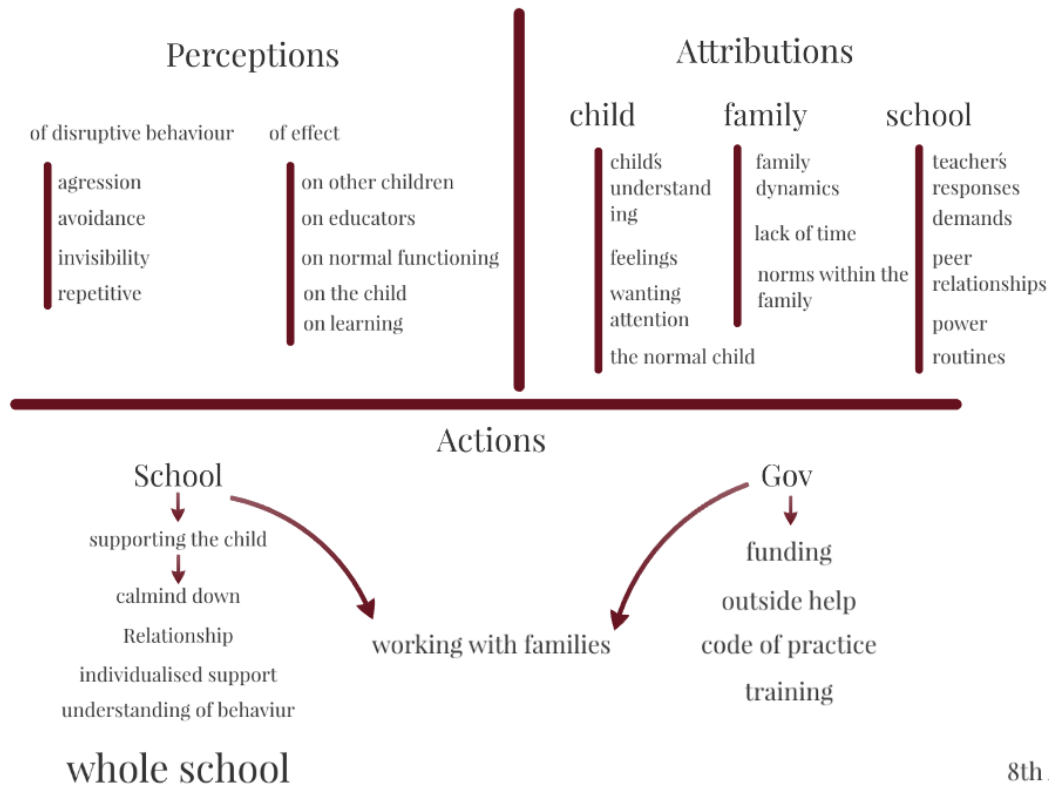 Perceptions
of disruptive behaviour
agression
avoidance
invisibility
repetitive
of effect
on other children
on educators
on normal functioning
on the child
on learning
Attributions
child
child's
understand
ing
feelings
wanting
attention
the normal child
family
family
dynamics
lack of time
norms within the
family
school
teacher's
responses
demands
peer
relationships
power
routines
Actions
School
supporting the child
calmind down
Relationship
individualised support
understanding of behaviur
whole school
working with families
Gov
funding
outside help
code of practice
training
8th